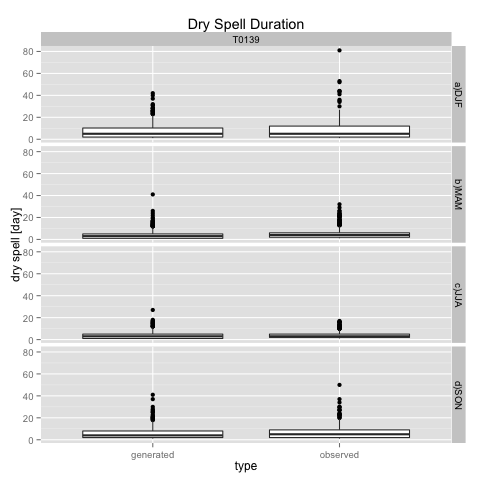 Dry Spell Duration
T0139
dry spell [day]
80
60
40
20
0
a)DJF
80
60
40
20
0
b)MAM
80
60
40
20
0
c)JJA
80
60
40
20
0
d)SON
generated observed
type